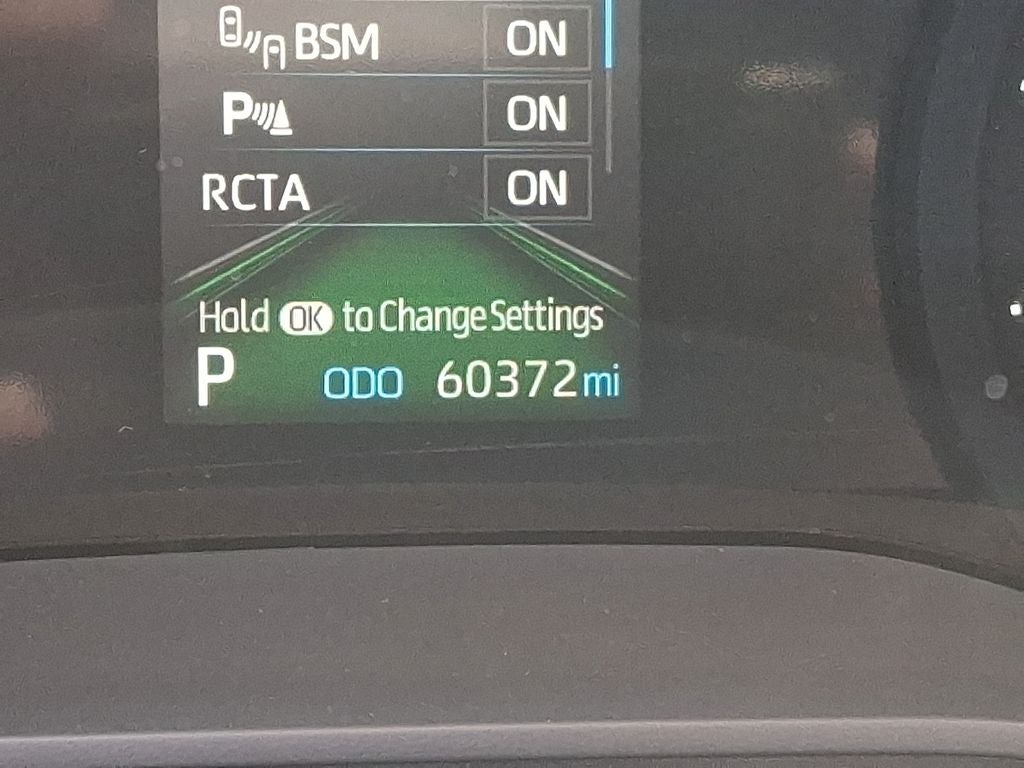 BSM ON
P ON
RCTA ON
Hold OK to Change Settings
P ODO 60372 mi